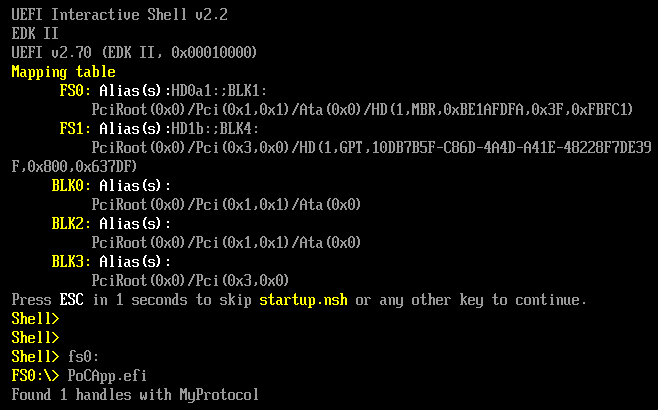 UEFI Interactive Shell v2.2
EDK II
UEFI v2.70 (EDK II, 0x00010000)
Mapping table
FS0: Alias(s):HD0a1:;BLK1:
PciRoot(0x0)/Pci(0x1,0x1)/Ata(0x0)/HD(1,MBR,0xBE1AFDFA,0x3F,0xFBFC1)
FS1: Alias(s):HD1b:;BLK4:
PciRoot(0x0)/Pci(0x3,0x0)/HD(1,GPT,10DB7B5F-C86D-4A4D-A41E-48228F7DE39
F,0x800,0x637DF)
BLK0: Alias(s):
PciRoot(0x0)/Pci(0x1,0x1)/Ata(0x0)
BLK2: Alias(s):
PciRoot(0x0)/Pci(0x1,0x1)/Ata(0x0)
BLK3: Alias(s):
PciRoot(0x0)/Pci(0x3,0x0)
Press ESC in 1 seconds to skip startup.nsh or any other key to continue.
Shell>
Shell>
Shell> fs0:
FS0:\> PoCApp.efi
Found 1 handles with MyProtocol